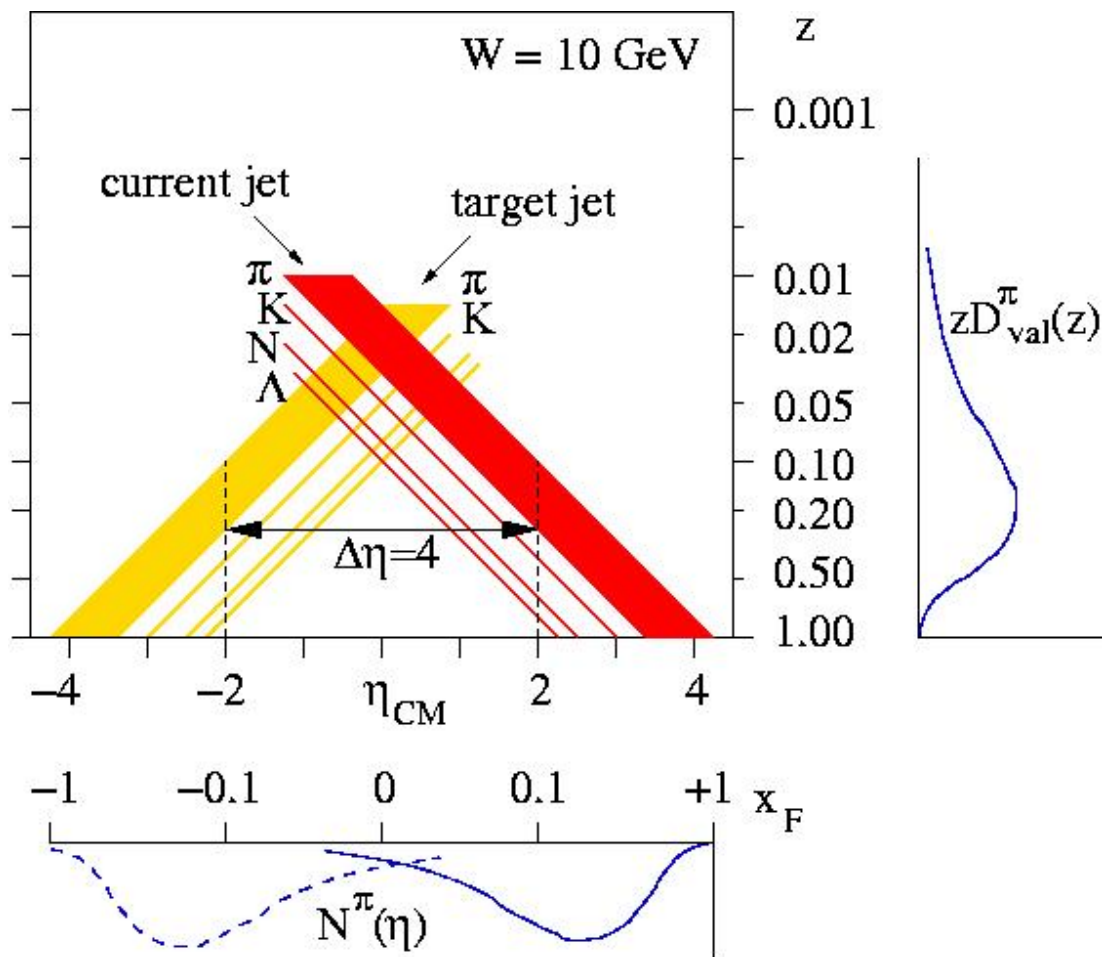 W = 10 GeV
z
0.001
current jet
target jet
π
K
N
Λ
π
K
0.01
0.02
0.05
0.10
0.20
0.50
1.00
zD^π_val(z)
Δη=4
−4
−2
η_CM
2
4
−1
−0.1
0
0.1
+1
x_F
N^π(η)